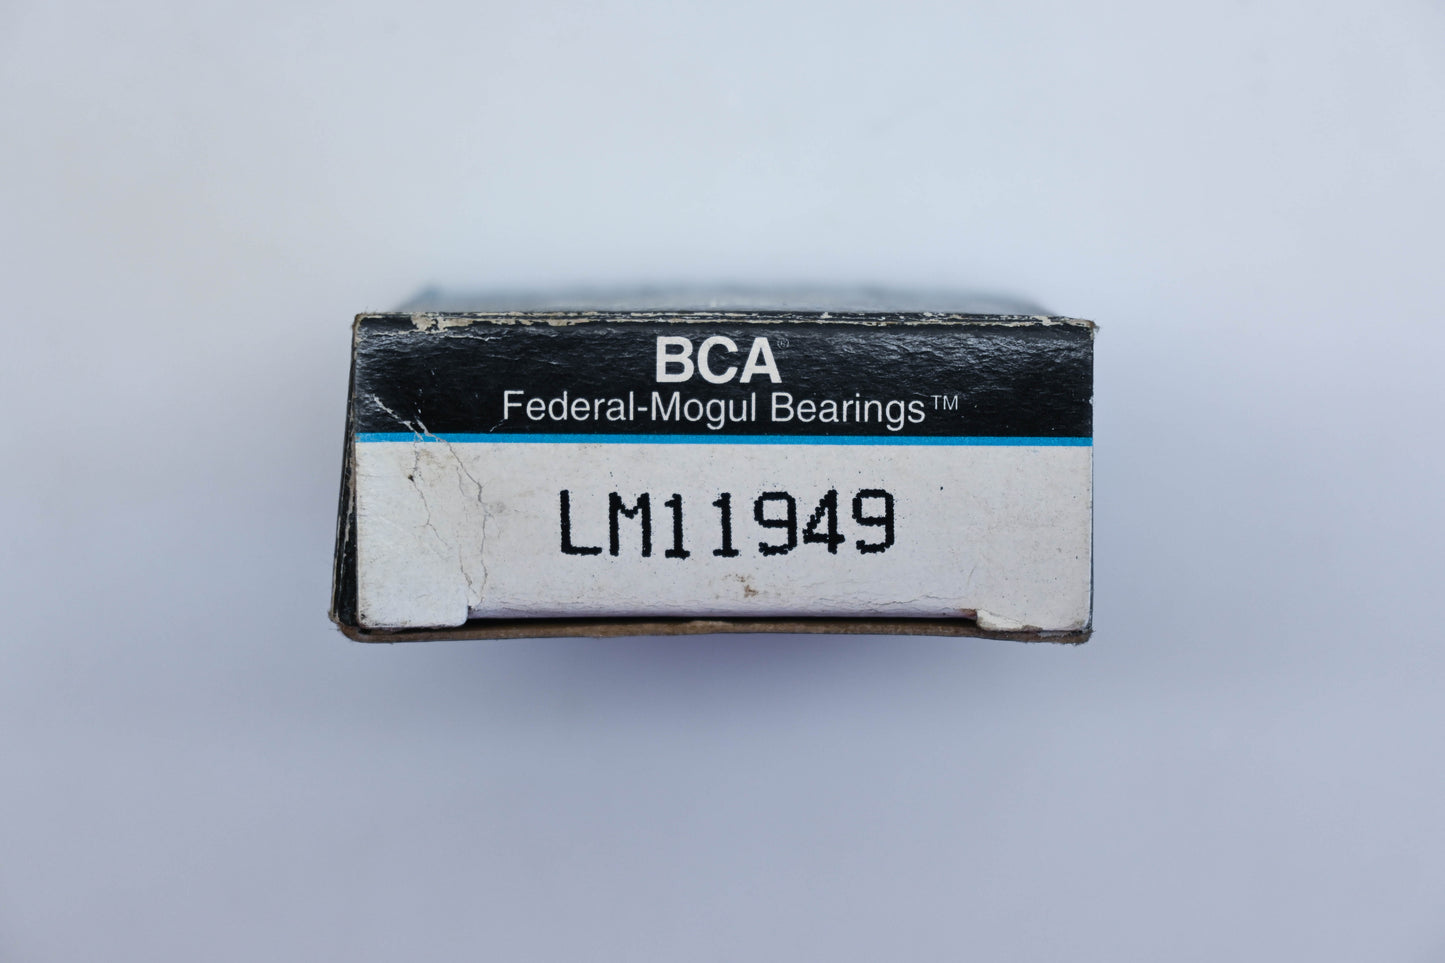 BCA®
Federal-Mogul Bearings™
LM11949